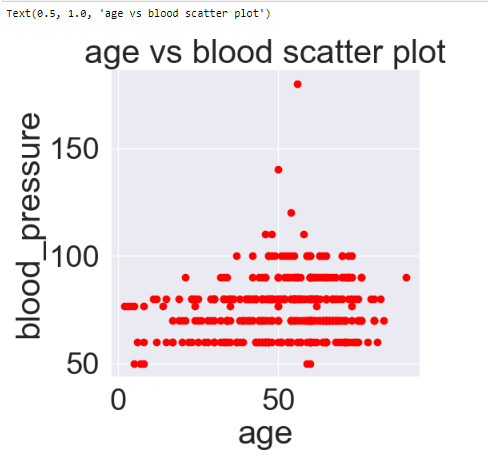 Text(0.5, 1.0, 'age vs blood scatter plot')
age vs blood scatter plot
blood_pressure
150
100
50
0
50
age